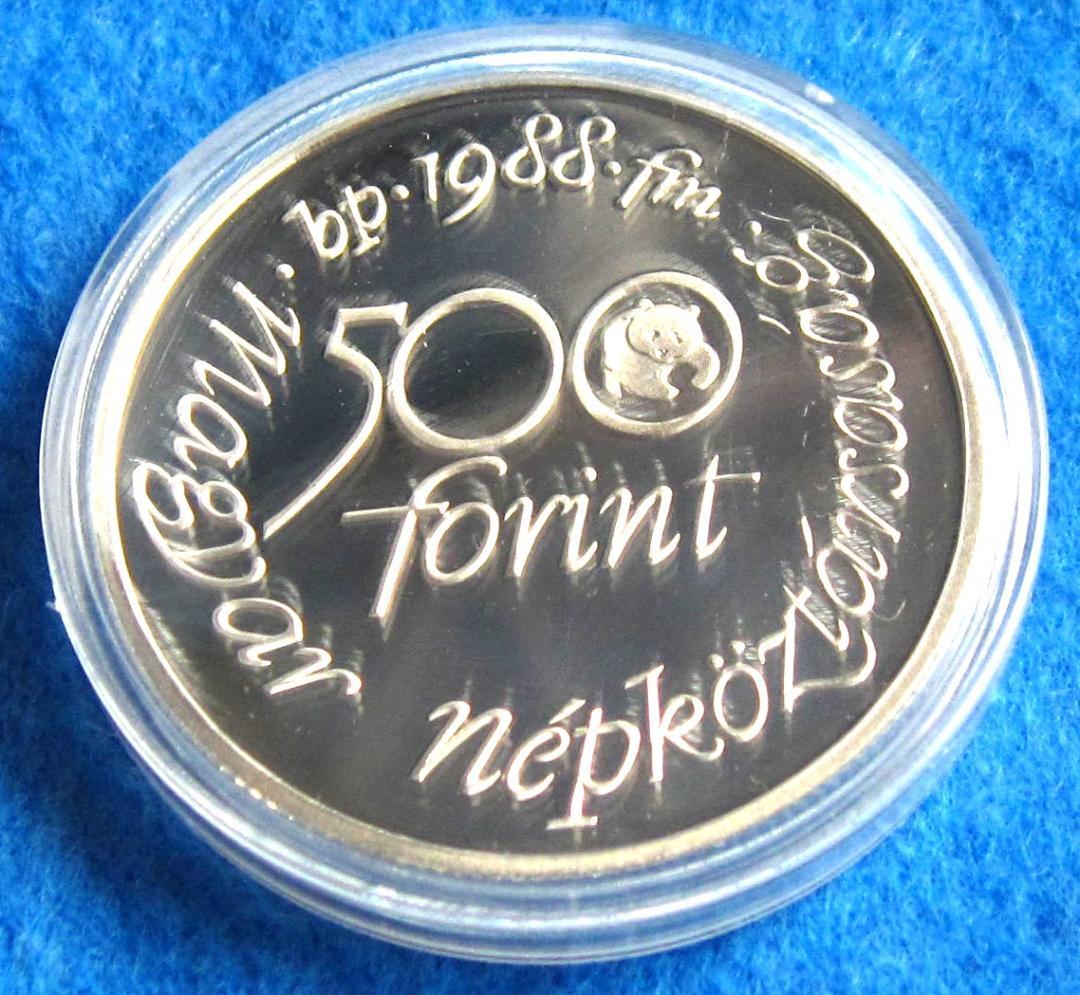 bp·1988·fm
500
forint
Magyar népköztársaság